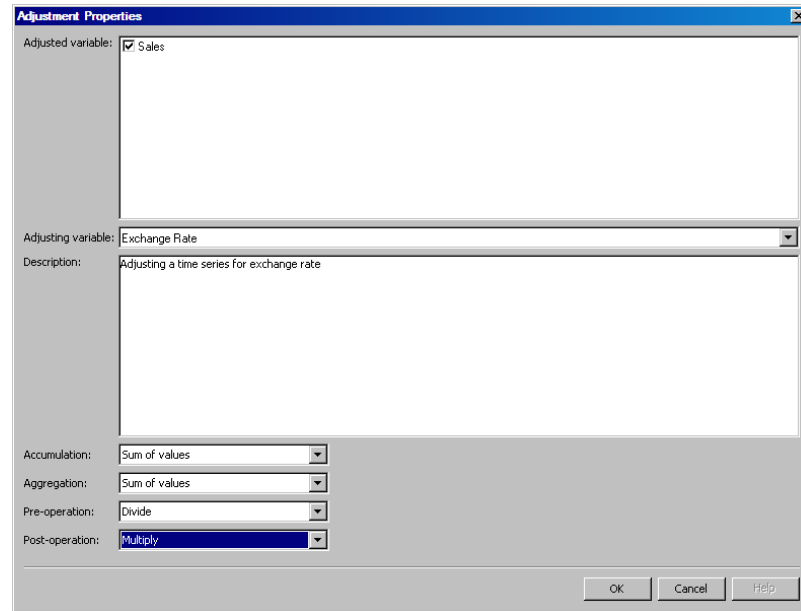 Adjustment Properties
Adjusted variable: Sales
Adjusting variable: Exchange Rate
Description: Adjusting a time series for exchange rate
Accumulation: Sum of values
Aggregation: Sum of values
Pre-operation: Divide
Post-operation: Multiply
OK Cancel Help